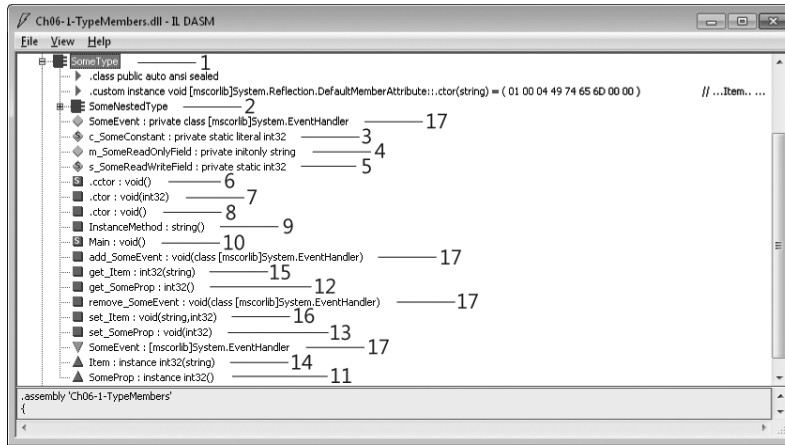 Ch06-1-TypeMembers.dll - IL DASM
File View Help
SomeType 1
.class public auto ansi sealed
.custom instance void [mscorlib]System.Reflection.DefaultMemberAttribute::.ctor(string) = ( 01 00 04 49 74 65 6D 00 00 ) // ...Item.. ...
SomeNestedType 2
SomeEvent : private class [mscorlib]System.EventHandler 17
c_SomeConstant : private static literal int32 3
m_SomeReadOnlyField : private initonly string 4
s_SomeReadWriteField : private static int32 5
S .cctor : void() 6
.ctor : void(int32) 7
.ctor : void() 8
InstanceMethod : string() 9
S Main : void() 10
add_SomeEvent : void(class [mscorlib]System.EventHandler) 17
get_Item : int32(string) 15
get_SomeProp : int32() 12
remove_SomeEvent : void(class [mscorlib]System.EventHandler) 17
set_Item : void(string,int32) 16
set_SomeProp : void(int32) 13
SomeEvent : [mscorlib]System.EventHandler 17
Item : instance int32(string) 14
SomeProp : instance int32() 11
.assembly 'Ch06-1-TypeMembers'
{